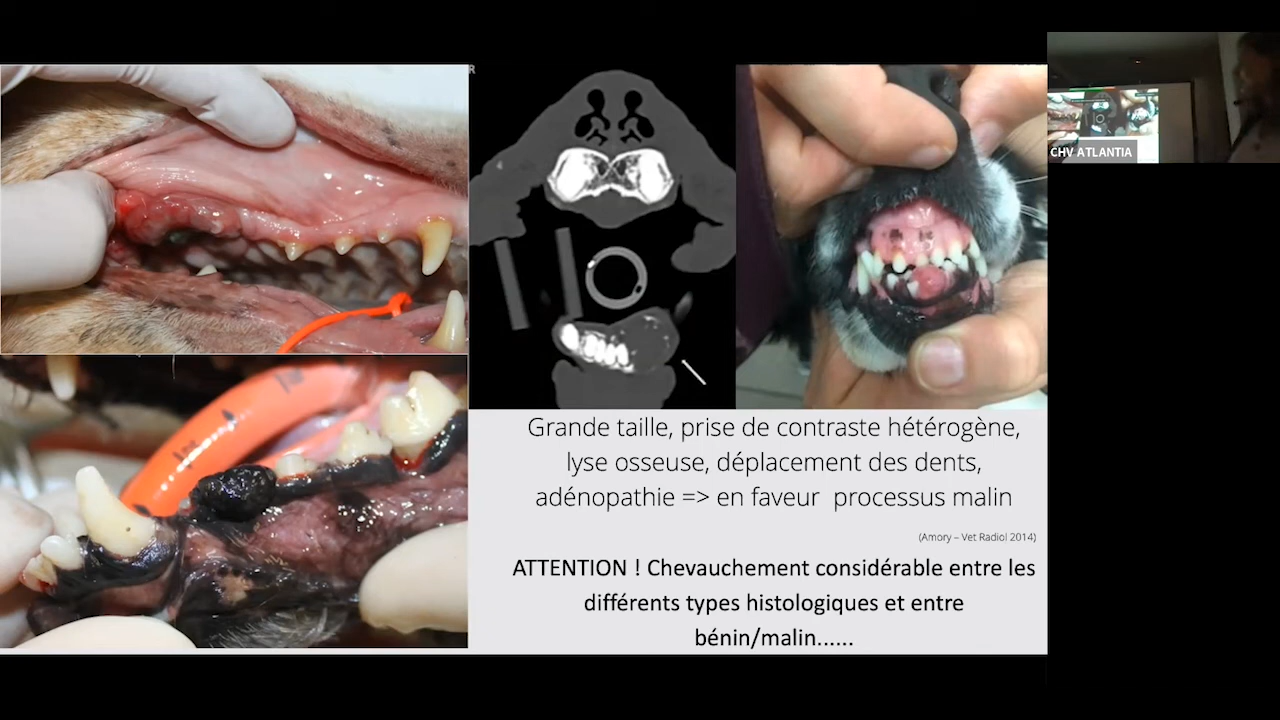 R
CHV ATLANTIA
Grande taille, prise de contraste hétérogène,
lyse osseuse, déplacement des dents,
adénopathie => en faveur processus malin
(Amory – Vet Radiol 2014)
ATTENTION ! Chevauchement considérable entre les
différents types histologiques et entre
bénin/malin......